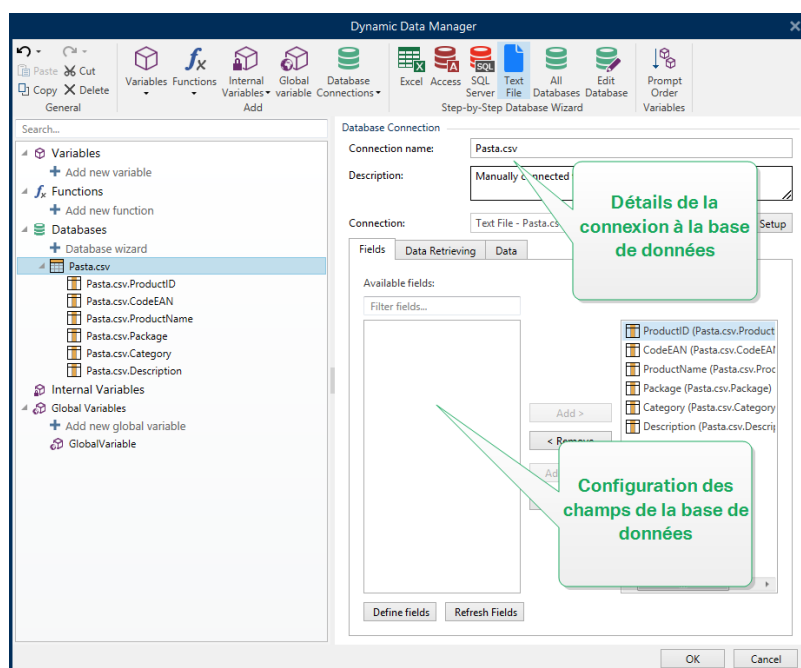 Dynamic Data Manager
Paste Cut
Copy Delete
General
Variables Functions Internal Variables Global variable Database Connections
Add
Excel Access SQL Server Text File All Databases Edit Database
Step-by-Step Database Wizard
Prompt Order
Variables
Search...
Variables
Add new variable
Functions
Add new function
Databases
Database wizard
Pasta.csv
Pasta.csv.ProductID
Pasta.csv.CodeEAN
Pasta.csv.ProductName
Pasta.csv.Package
Pasta.csv.Category
Pasta.csv.Description
Internal Variables
Global Variables
Add new global variable
GlobalVariable
Database Connection
Connection name: Pasta.csv
Description: Manually connected
Connection: Text File - Pasta.cs Setup
Détails de la
connexion à la base
de données
Fields Data Retrieving Data
Available fields:
Filter fields...
ProductID (Pasta.csv.Product
CodeEAN (Pasta.csv.CodeEAN
ProductName (Pasta.csv.Proc
Package (Pasta.csv.Package)
Category (Pasta.csv.Category
Description (Pasta.csv.Descrip
Add >
< Remove
Ad
Configuration des
champs de la base de
données
Define fields Refresh Fields
OK Cancel